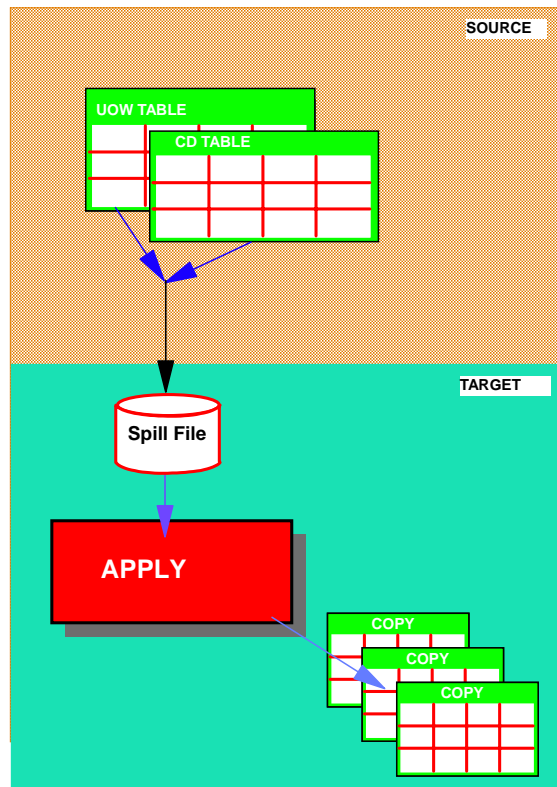 SOURCE
UOW TABLE
CD TABLE
TARGET
Spill File
APPLY
COPY
COPY
COPY